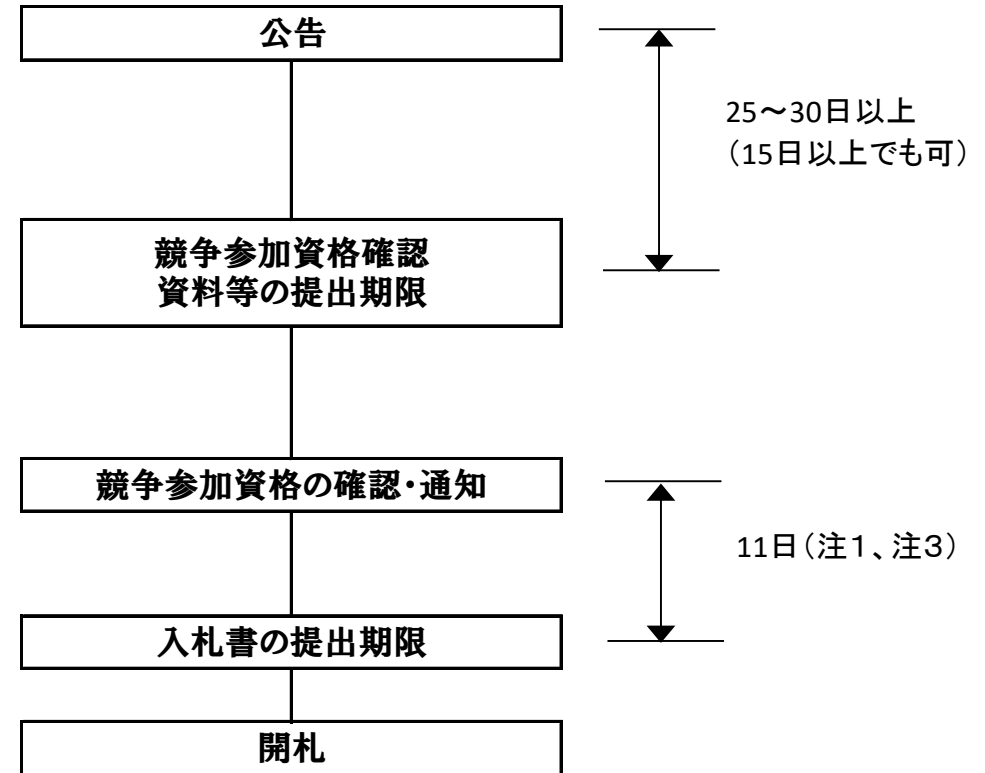 公告
25～30日以上
（15日以上でも可）
競争参加資格確認
資料等の提出期限
競争参加資格の確認・通知
11日（注１、注３）
入札書の提出期限
開札